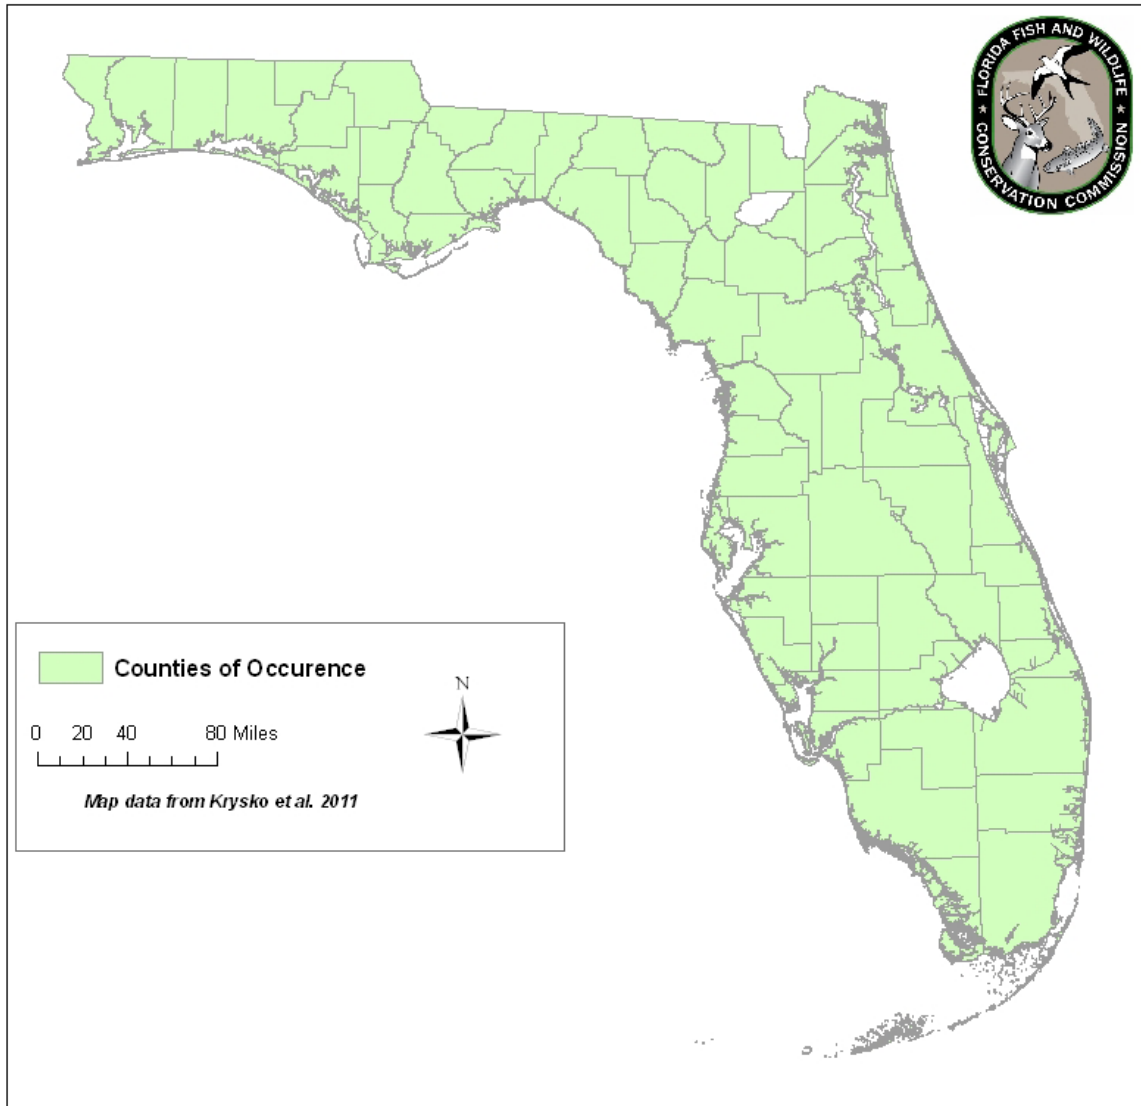 FLORIDA FISH AND WILDLIFE
CONSERVATION COMMISSION
Counties of Occurence
N
0 20 40 80 Miles
Map data from Krysko et al. 2011